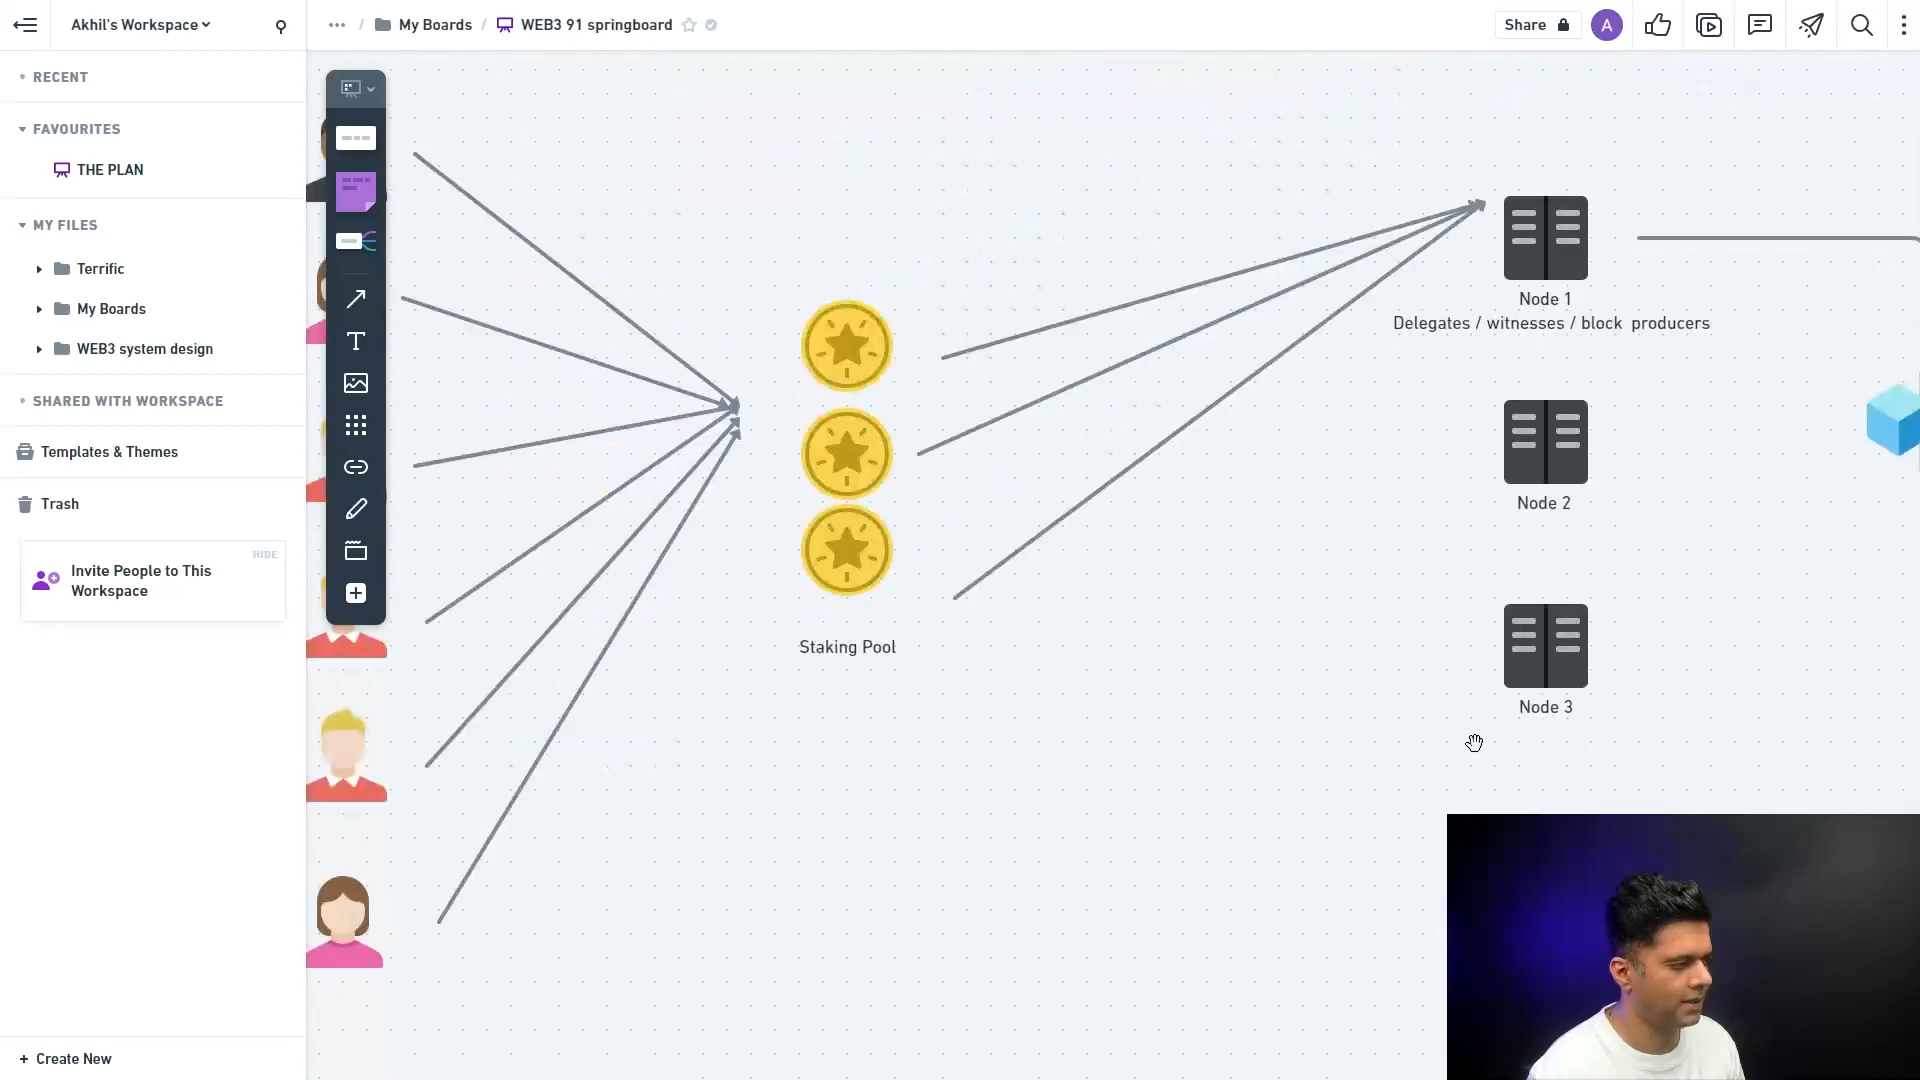 Akhil's Workspace
... / My Boards / WEB3 91 springboard
Share
A
RECENT
FAVOURITES
THE PLAN
MY FILES
Terrific
My Boards
WEB3 system design
SHARED WITH WORKSPACE
Templates & Themes
Trash
HIDE
Invite People to This
Workspace
+ Create New
T
Staking Pool
Node 1
Delegates / witnesses / block producers
Node 2
Node 3